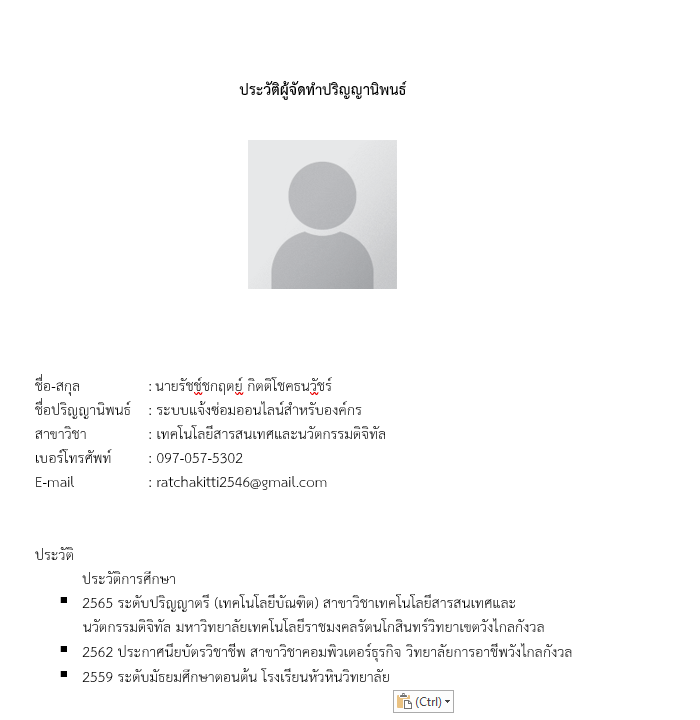 ประวัติผู้จัดทำปริญญานิพนธ์
ชื่อ-สกุล : นายรัชช์ชกฤตย์ กิตติโชคธนวัชร์
ชื่อปริญญานิพนธ์ : ระบบแจ้งซ่อมออนไลน์สำหรับองค์กร
สาขาวิชา : เทคโนโลยีสารสนเทศและนวัตกรรมดิจิทัล
เบอร์โทรศัพท์ : 097-057-5302
E-mail : ratchakitti2546@gmail.com
ประวัติ
ประวัติการศึกษา
▪ 2565 ระดับปริญญาตรี (เทคโนโลยีบัณฑิต) สาขาวิชาเทคโนโลยีสารสนเทศและ
นวัตกรรมดิจิทัล มหาวิทยาลัยเทคโนโลยีราชมงคลรัตนโกสินทร์วิทยาเขตวังไกลกังวล
▪ 2562 ประกาศนียบัตรวิชาชีพ สาขาวิชาคอมพิวเตอร์ธุรกิจ วิทยาลัยการอาชีพวังไกลกังวล
▪ 2559 ระดับมัธยมศึกษาตอนต้น โรงเรียนหัวหินวิทยาลัย
(Ctrl)